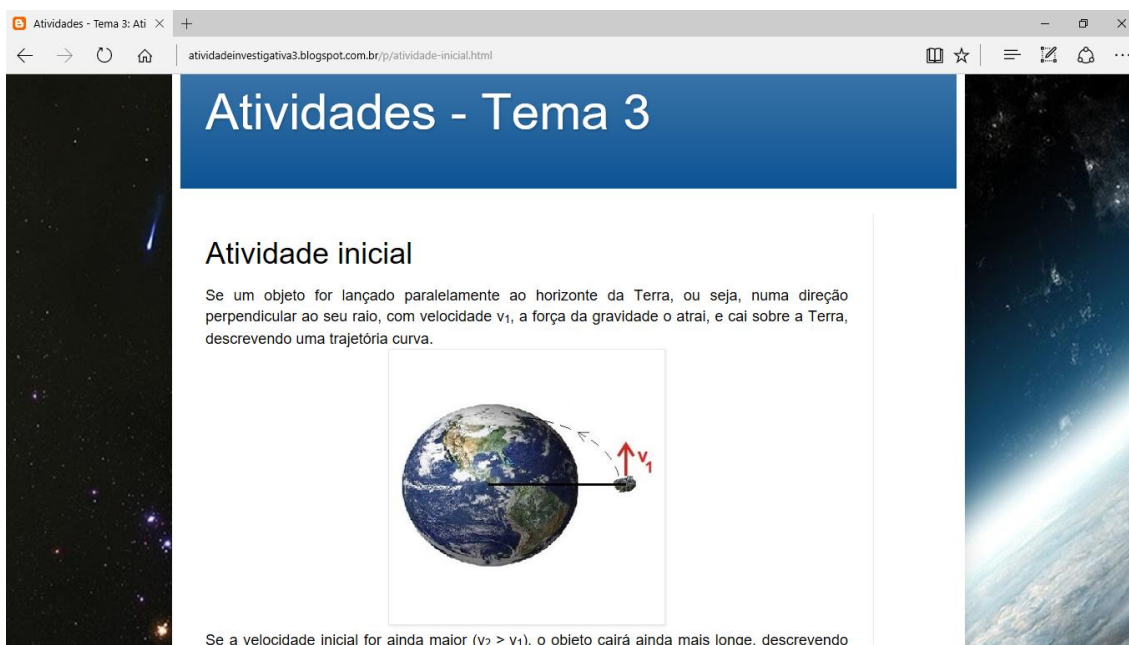 Atividades - Tema 3: Ati
atividadeinvestigativa3.blogspot.com.br/p/atividade-inicial.html
Atividades - Tema 3
Atividade inicial
Se um objeto for lançado paralelamente ao horizonte da Terra, ou seja, numa direção
perpendicular ao seu raio, com velocidade v₁, a força da gravidade o atrai, e cai sobre a Terra,
descrevendo uma trajetória curva.
v₁
Se a velocidade inicial for ainda maior (v₂ > v₁), o objeto cairá ainda mais longe, descrevendo